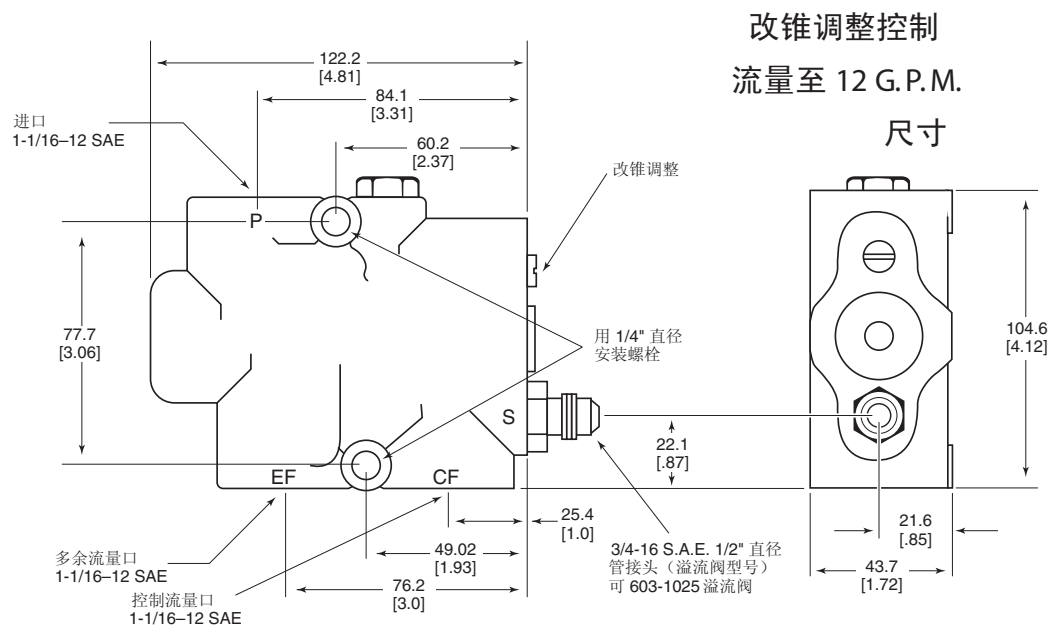 改锥调整控制
流量至 12 G.P.M.
尺寸
122.2
[4.81]
84.1
[3.31]
进口
1-1/16–12 SAE
60.2
[2.37]
改锥调整
P
77.7
[3.06]
用 1/4" 直径
安装螺栓
104.6
[4.12]
S
22.1
[.87]
EF
CF
25.4
[1.0]
21.6
[.85]
49.02
[1.93]
3/4-16 S.A.E. 1/2" 直径
管接头（溢流阀型号）
可 603-1025 溢流阀
43.7
[1.72]
多余流量口
1-1/16–12 SAE
76.2
[3.0]
控制流量口
1-1/16–12 SAE